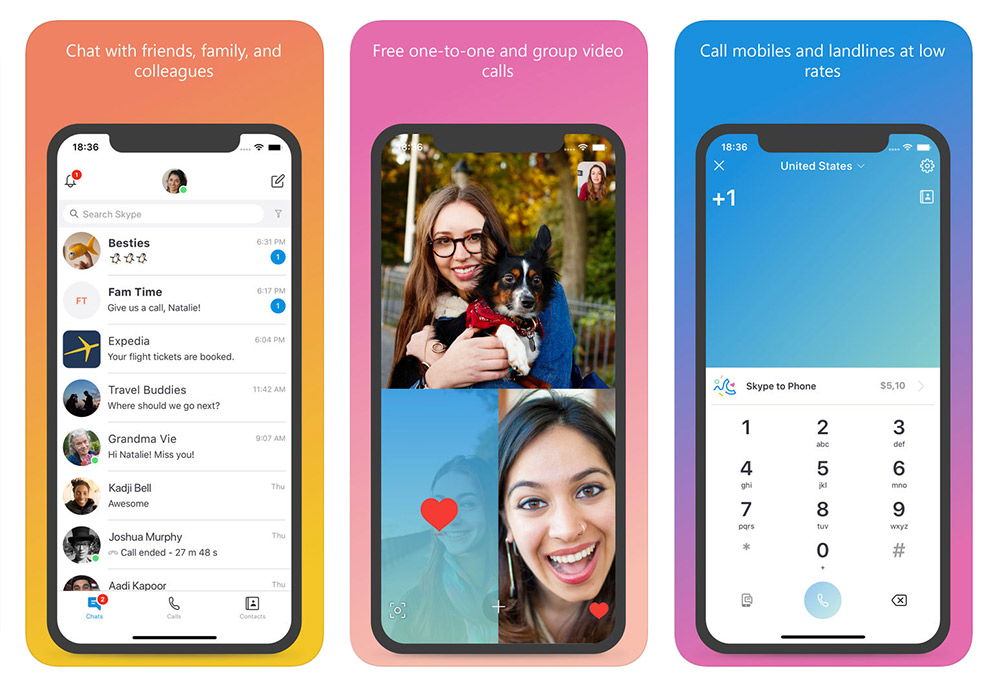 Chat with friends, family, and
colleagues
18:36
1
Search Skype
Besties
6:31 PM
1
FT
Fam Time
6:17 PM
Give us a call, Natalie!
1
Expedia
6:04 PM
Your flight tickets are booked.
Travel Buddies
11:42 AM
Where should we go next?
Grandma Vie
9:07 AM
Hi Natalie! Miss you!
Kadji Bell
Thu
Awesome
Joshua Murphy
Thu
Call ended - 27 m 48 s
Aadi Kapoor
Thu
2
Chats
Calls
Contacts
Free one-to-one and group video
calls
18:36
Call mobiles and landlines at low
rates
18:36
United States
+1
Skype to Phone
$5,10
1 2 3
abc def
4 5 6
ghi jkl mno
7 8 9
pqrs tuv wxyz
* 0 #
+